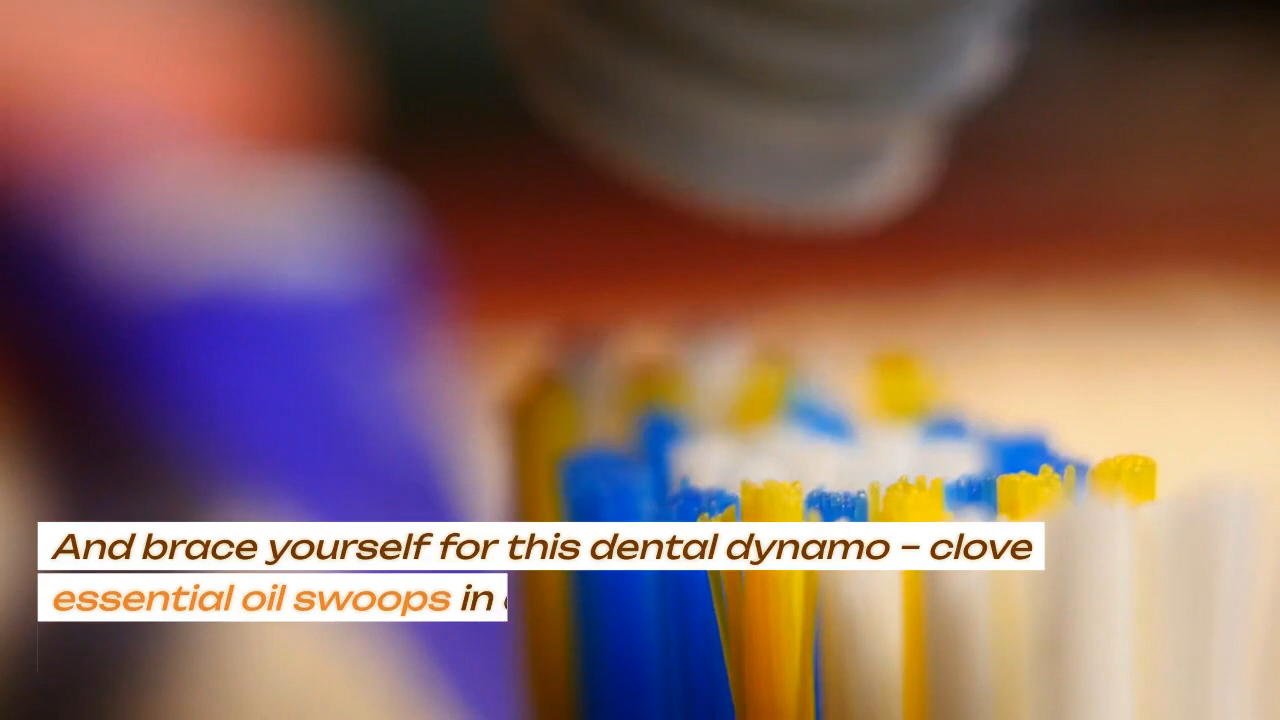 And brace yourself for this dental dynamo – clove
essential oil swoops in